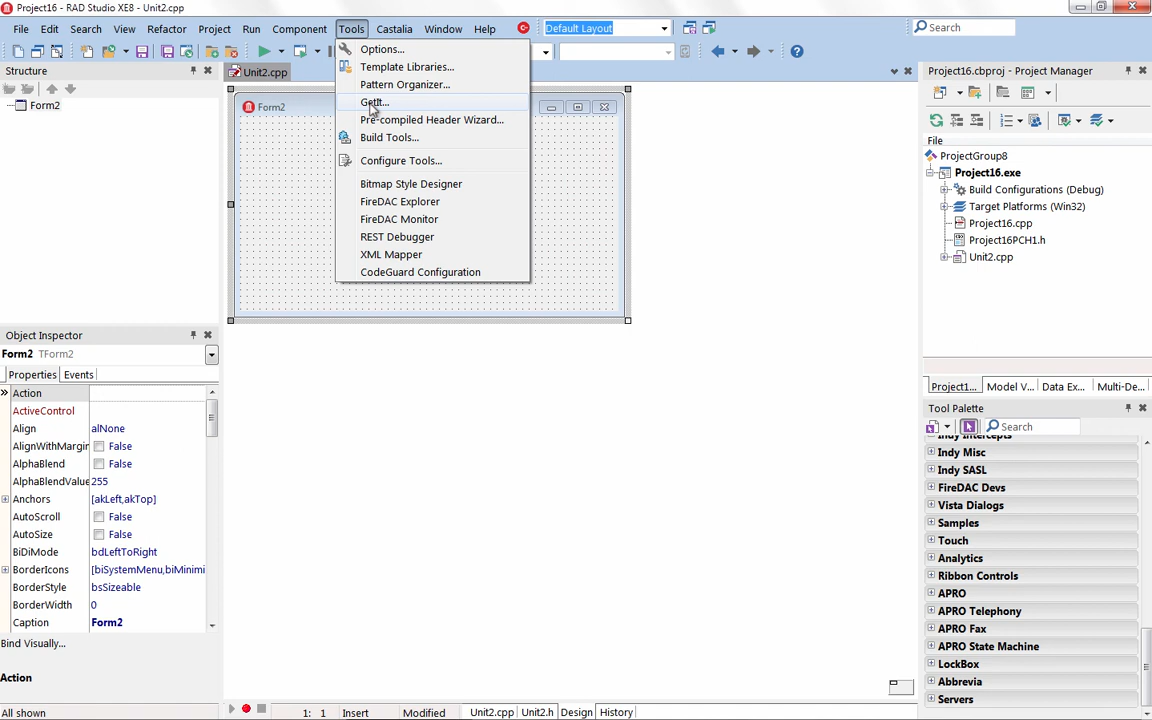 Project16 - RAD Studio XE8 - Unit2.cpp
File Edit Search View Refactor Project Run Component Tools Castalia Window Help Default Layout Search
Structure
Form2
Unit2.cpp
Form2
Options...
Template Libraries...
Pattern Organizer...
GetIt...
Pre-compiled Header Wizard...
Build Tools...
Configure Tools...
Bitmap Style Designer
FireDAC Explorer
FireDAC Monitor
REST Debugger
XML Mapper
CodeGuard Configuration
Project16.cbproj - Project Manager
File
ProjectGroup8
Project16.exe
Build Configurations (Debug)
Target Platforms (Win32)
Project16.cpp
Project16PCH1.h
Unit2.cpp
Project1... Model V... Data Ex... Multi-De...
Object Inspector
Form2 TForm2
Properties Events
Action
ActiveControl
Align alNone
AlignWithMargin False
AlphaBlend False
AlphaBlendValue 255
Anchors [akLeft,akTop]
AutoScroll False
AutoSize False
BiDiMode bdLeftToRight
BorderIcons [biSystemMenu,biMinimi
BorderStyle bsSizeable
BorderWidth 0
Caption Form2
Bind Visually...
Action
All shown
Tool Palette
Search
Indy Intercepts
Indy Misc
Indy SASL
FireDAC Devs
Vista Dialogs
Samples
Touch
Analytics
Ribbon Controls
APRO
APRO Telephony
APRO Fax
APRO State Machine
LockBox
Abbrevia
Servers
1: 1 Insert Modified Unit2.cpp Unit2.h Design History